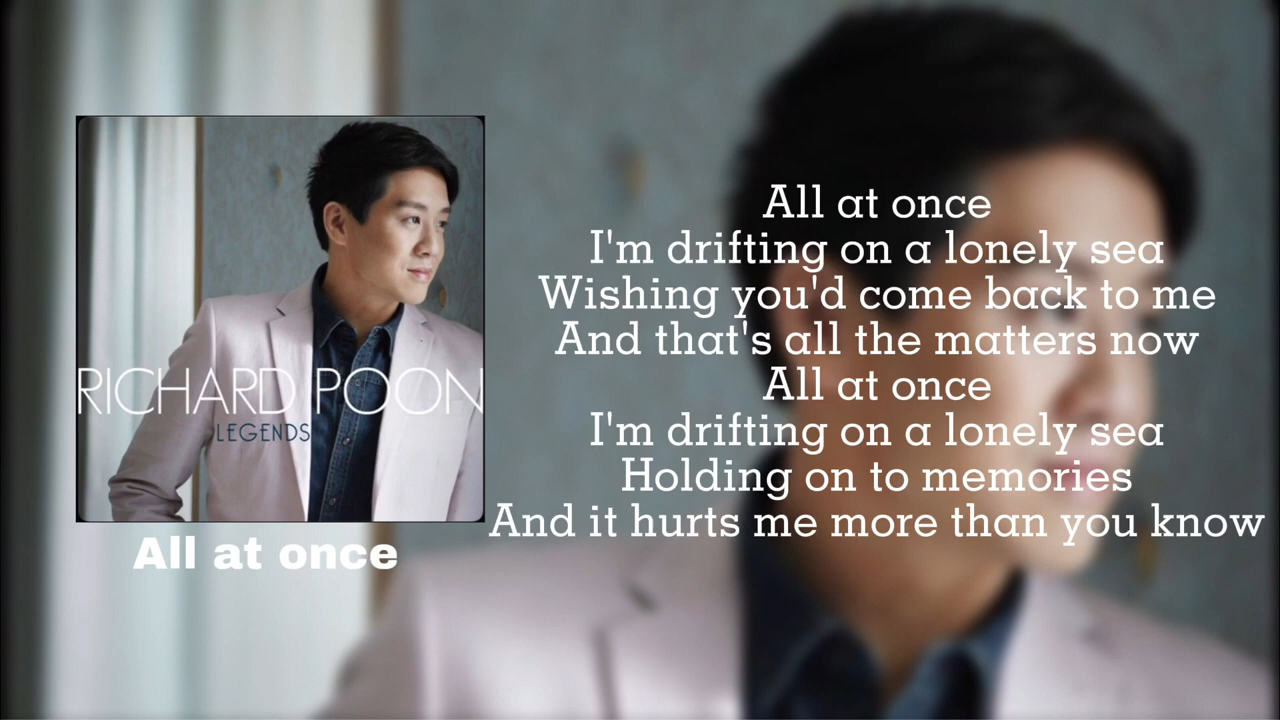 RICHARD POON
LEGENDS
All at once
All at once
I'm drifting on a lonely sea
Wishing you'd come back to me
And that's all the matters now
All at once
I'm drifting on a lonely sea
Holding on to memories
And it hurts me more than you know